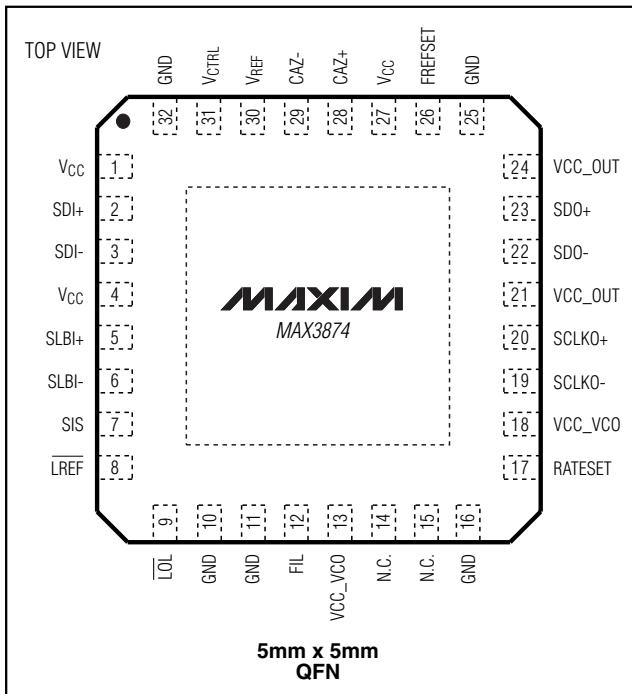 TOP VIEW
GND
VCTRL
VREF
CAZ-
CAZ+
VCC
FREFSET
GND
32
31
30
29
28
27
26
25
VCC 1
SDI+ 2
SDI- 3
VCC 4
SLBI+ 5
SLBI- 6
SIS 7
LREF 8
MAXIM
MAX3874
24 VCC_OUT
23 SDO+
22 SDO-
21 VCC_OUT
20 SCLKO+
19 SCLKO-
18 VCC_VCO
17 RATESET
9
10
11
12
13
14
15
16
LOL
GND
GND
FIL
VCC_VCO
N.C.
N.C.
GND
5mm x 5mm
QFN